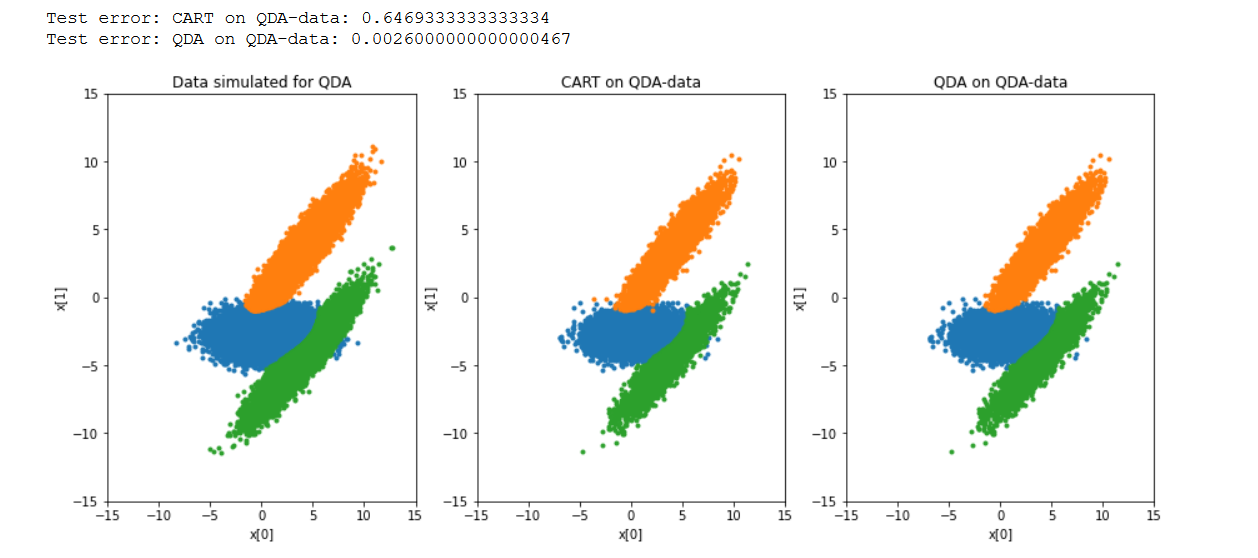 Test error: CART on QDA-data: 0.6469333333333334
Test error: QDA on QDA-data: 0.0026000000000000467
Data simulated for QDA
15
10
5
0
−5
−10
−15
x[1]
−15 −10 −5 0 5 10 15
x[0]
CART on QDA-data
15
10
5
0
−5
−10
−15
x[1]
−15 −10 −5 0 5 10 15
x[0]
QDA on QDA-data
15
10
5
0
−5
−10
−15
x[1]
−15 −10 −5 0 5 10 15
x[0]